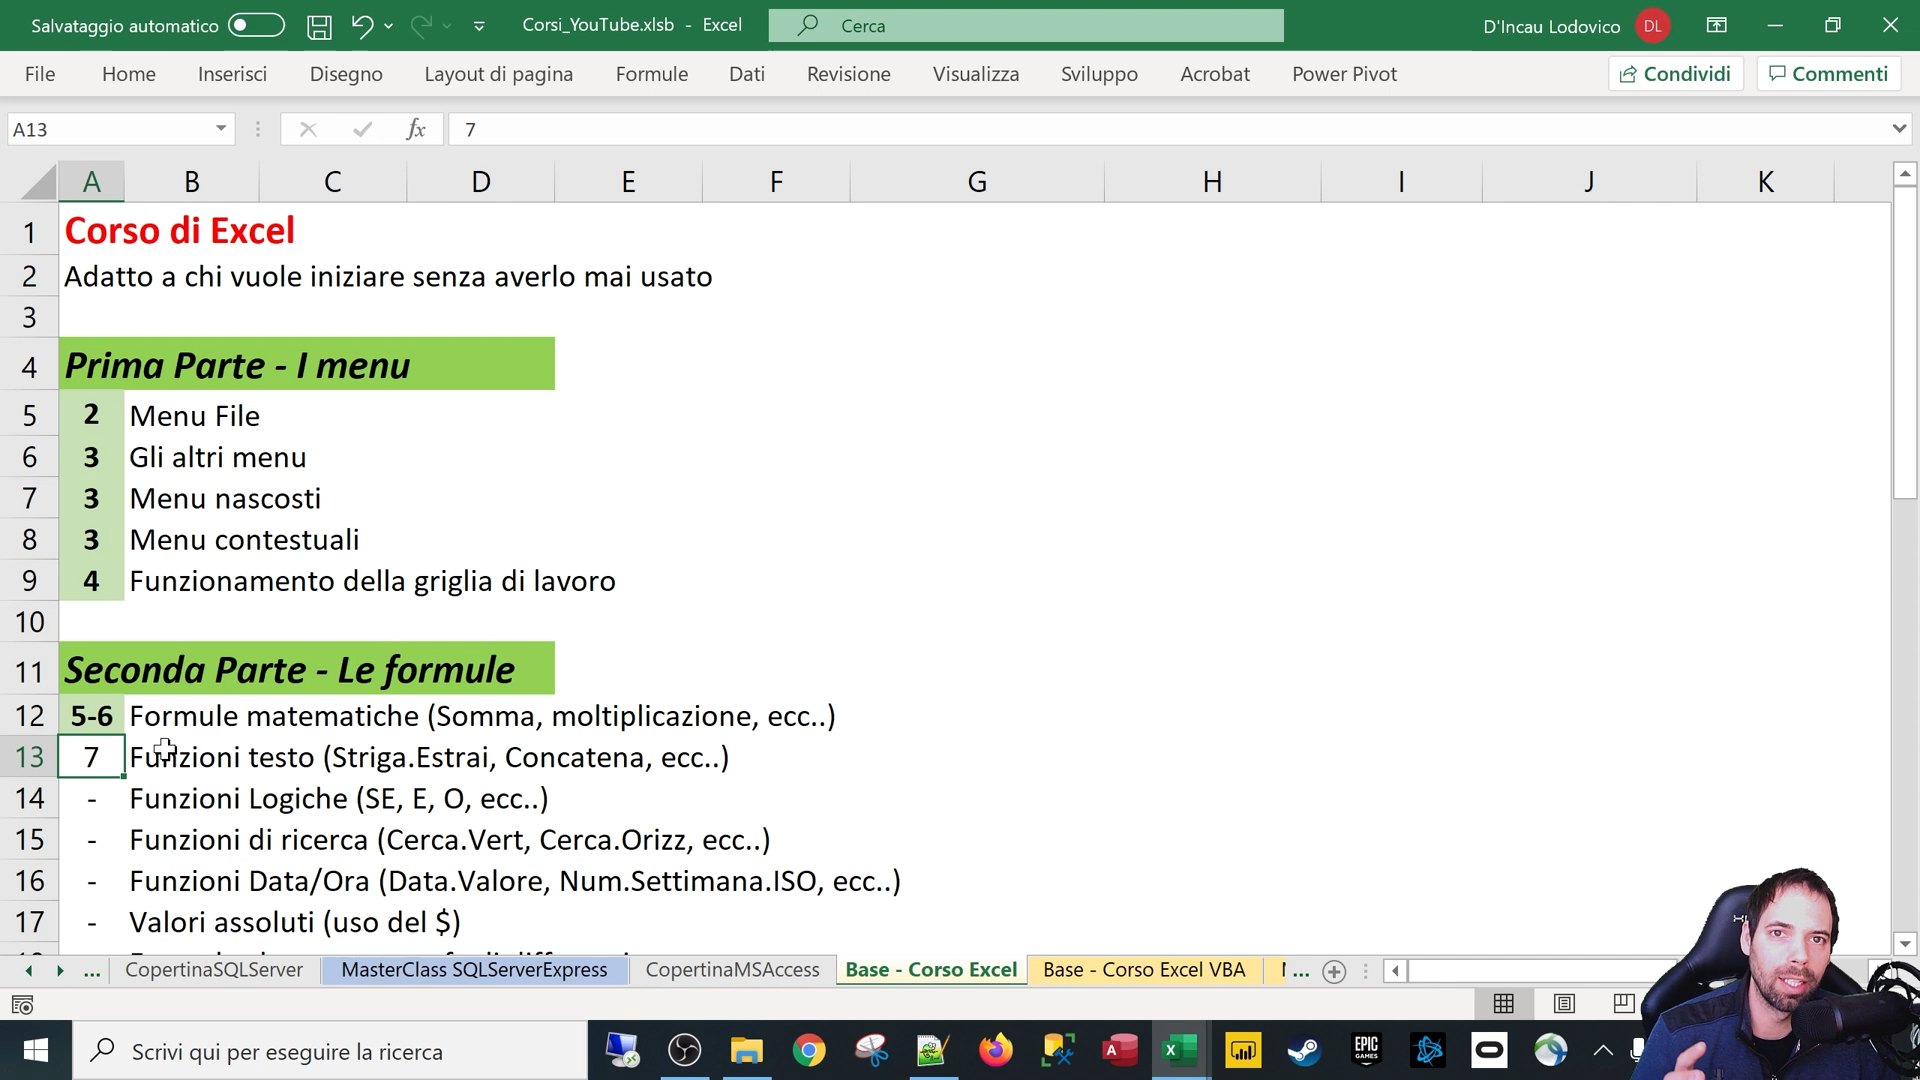 Salvataggio automatico
Corsi_YouTube.xlsb - Excel
Cerca
D'Incau Lodovico
DL
File Home Inserisci Disegno Layout di pagina Formule Dati Revisione Visualizza Sviluppo Acrobat Power Pivot Condividi Commenti
A13 fx 7
A B C D E F G H I J K
1 Corso di Excel
2 Adatto a chi vuole iniziare senza averlo mai usato
3
4 Prima Parte - I menu
5 2 Menu File
6 3 Gli altri menu
7 3 Menu nascosti
8 3 Menu contestuali
9 4 Funzionamento della griglia di lavoro
10
11 Seconda Parte - Le formule
12 5-6 Formule matematiche (Somma, moltiplicazione, ecc..)
13 7 Funzioni testo (Striga.Estrai, Concatena, ecc..)
14 - Funzioni Logiche (SE, E, O, ecc..)
15 - Funzioni di ricerca (Cerca.Vert, Cerca.Orizz, ecc..)
16 - Funzioni Data/Ora (Data.Valore, Num.Settimana.ISO, ecc..)
17 - Valori assoluti (uso del $)
... CopertinaSQLServer MasterClass SQLServerExpress CopertinaMSAccess Base - Corso Excel Base - Corso Excel VBA ...
Scrivi qui per eseguire la ricerca
EPIC GAMES